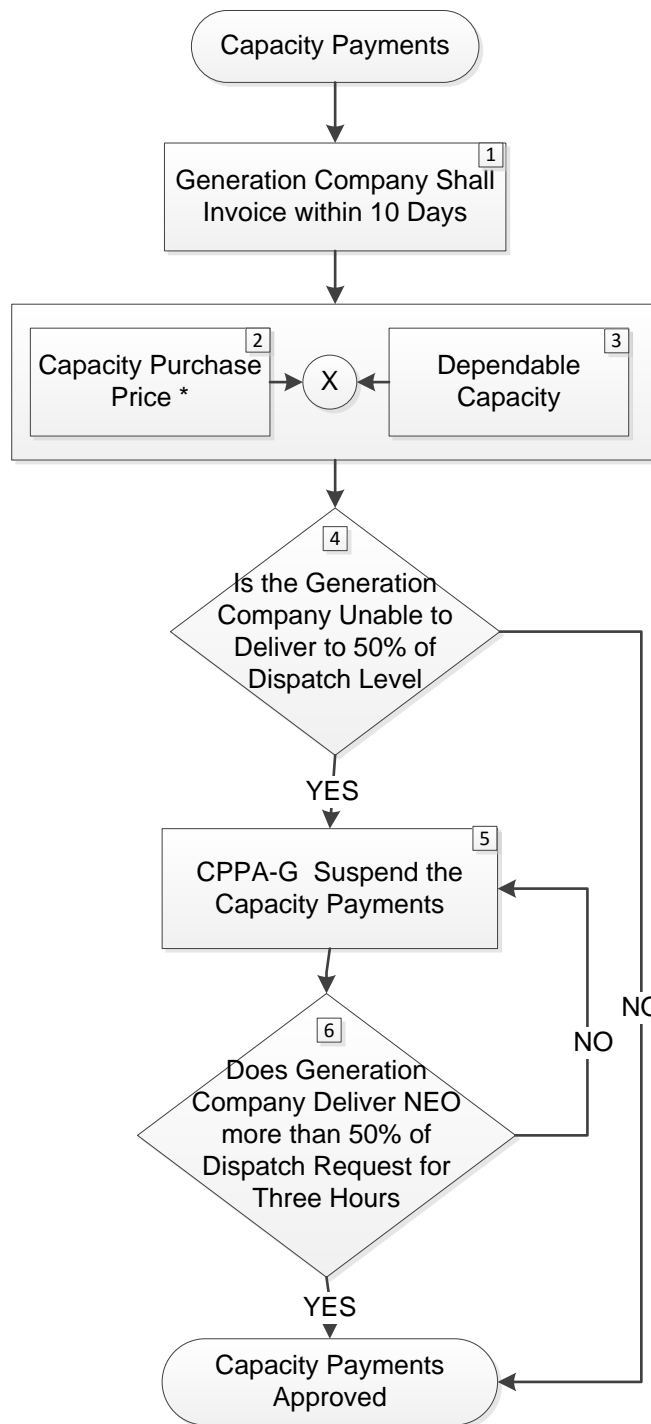 Capacity Payments
1
Generation Company Shall
Invoice within 10 Days
2
Capacity Purchase
Price *
X
3
Dependable
Capacity
4
Is the Generation
Company Unable to
Deliver to 50% of
Dispatch Level
YES
5
CPPA-G Suspend the
Capacity Payments
6
Does Generation
Company Deliver NEO
more than 50% of
Dispatch Request for
Three Hours
NO
NO
YES
Capacity Payments
Approved